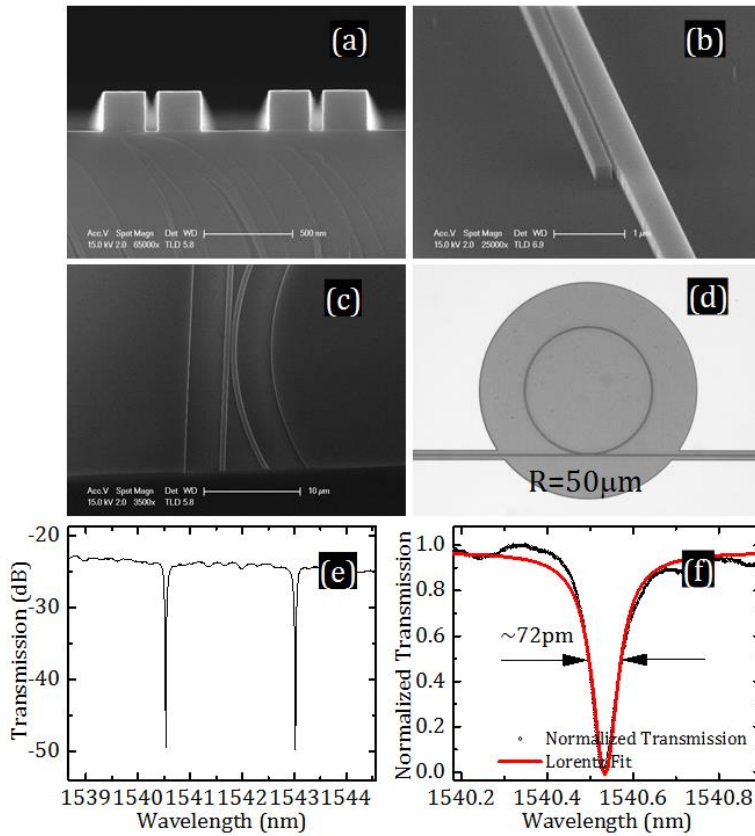 (a)
Acc.V Spot Magn Det WD
15.0 kV 2.0 65000x TLD 5.8
500 nm
(b)
Acc.V Spot Magn Det WD
15.0 kV 2.0 25000x TLD 6.9
1 μm
(c)
Acc.V Spot Magn Det WD
15.0 kV 2.0 3500x TLD 5.8
10 μm
(d)
R=50μm
(e)
-20
-30
-40
-50
Transmission (dB)
1539 1540 1541 1542 1543 1544
Wavelength (nm)
(f)
1.0
0.8
0.6
0.4
0.2
0.0
Normalized Transmission
~72pm
Normalized Transmission
Lorentz Fit
1540.2 1540.4 1540.6 1540.8
Wavelength (nm)